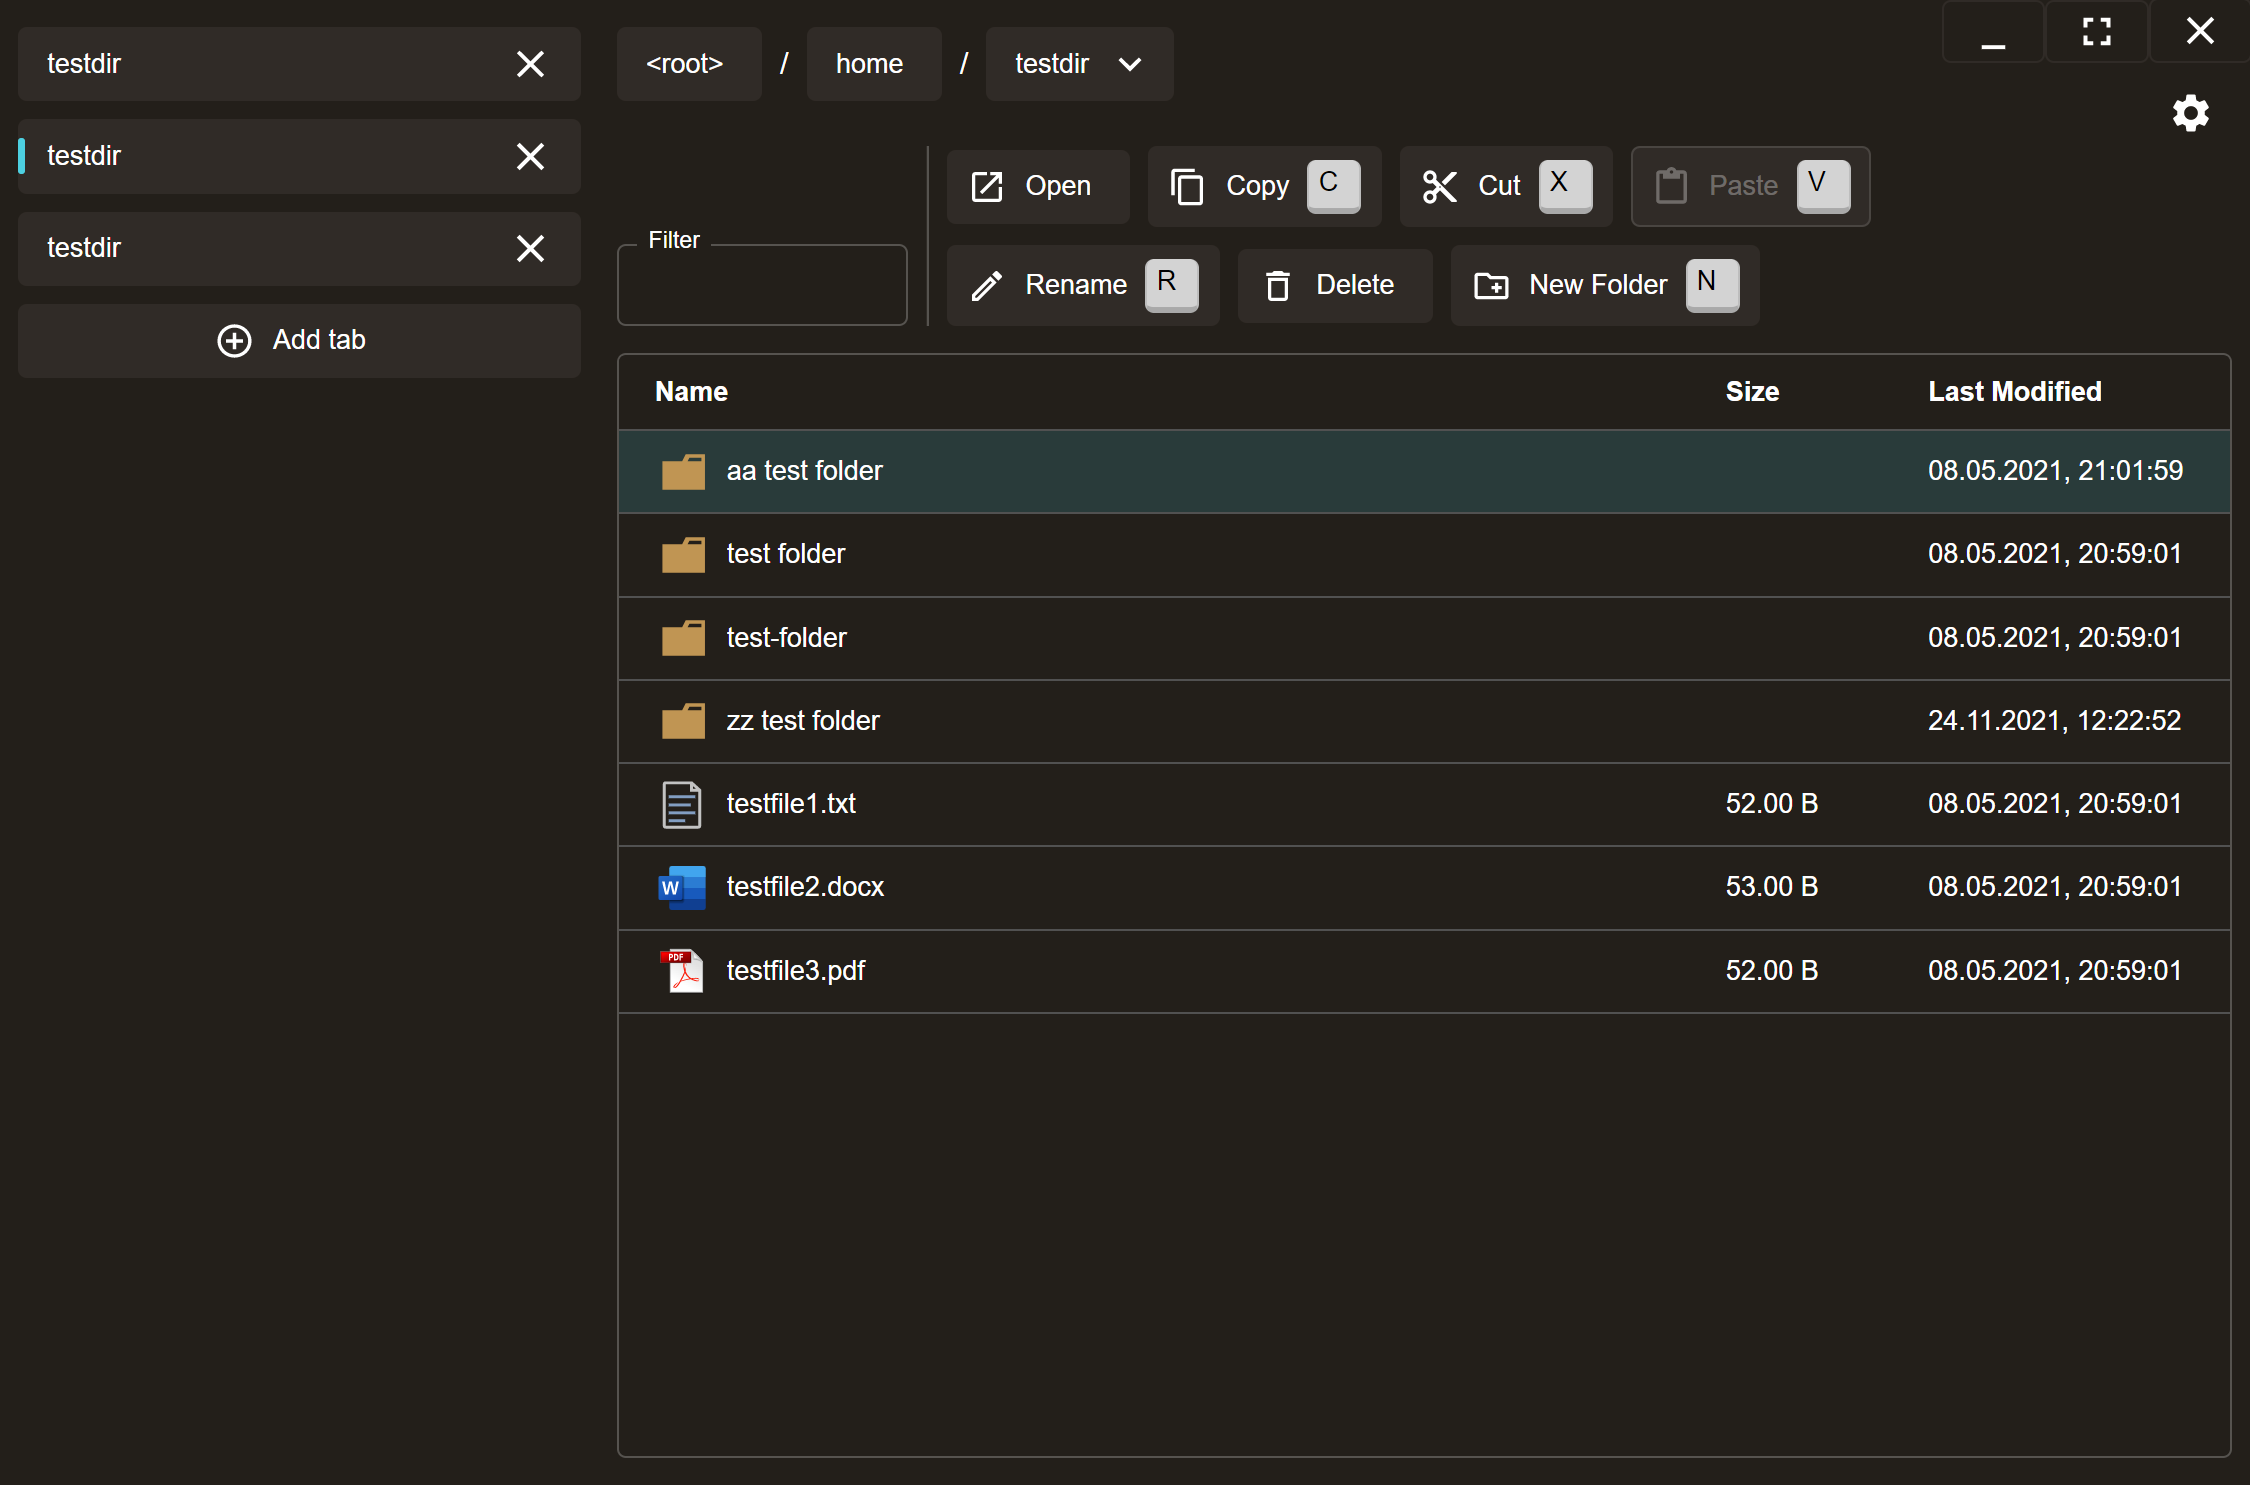 testdir
testdir
testdir
Add tab
<root> / home / testdir
Open
Copy C
Cut X
Paste V
Filter
Rename R
Delete
New Folder N
Name Size Last Modified
aa test folder 08.05.2021, 21:01:59
test folder 08.05.2021, 20:59:01
test-folder 08.05.2021, 20:59:01
zz test folder 24.11.2021, 12:22:52
testfile1.txt 52.00 B 08.05.2021, 20:59:01
W testfile2.docx 53.00 B 08.05.2021, 20:59:01
PDF testfile3.pdf 52.00 B 08.05.2021, 20:59:01